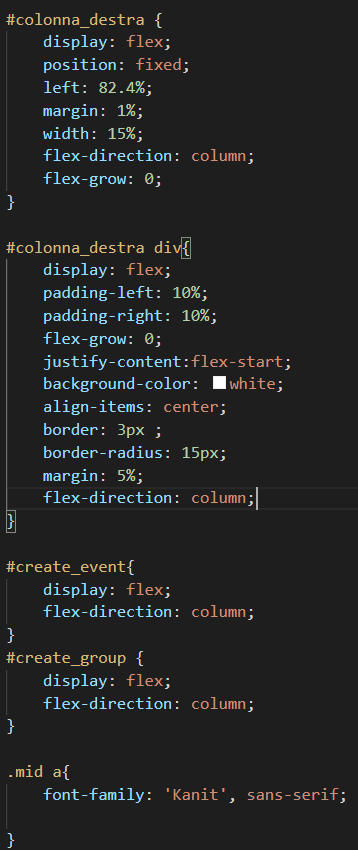 #colonna_destra {
    display: flex;
    position: fixed;
    left: 82.4%;
    margin: 1%;
    width: 15%;
    flex-direction: column;
    flex-grow: 0;
}

#colonna_destra div{
    display: flex;
    padding-left: 10%;
    padding-right: 10%;
    flex-grow: 0;
    justify-content:flex-start;
    background-color: white;
    align-items: center;
    border: 3px ;
    border-radius: 15px;
    margin: 5%;
    flex-direction: column;
}

#create_event{
    display: flex;
    flex-direction: column;
}
#create_group {
    display: flex;
    flex-direction: column;
}

.mid a{
    font-family: 'Kanit', sans-serif;

}